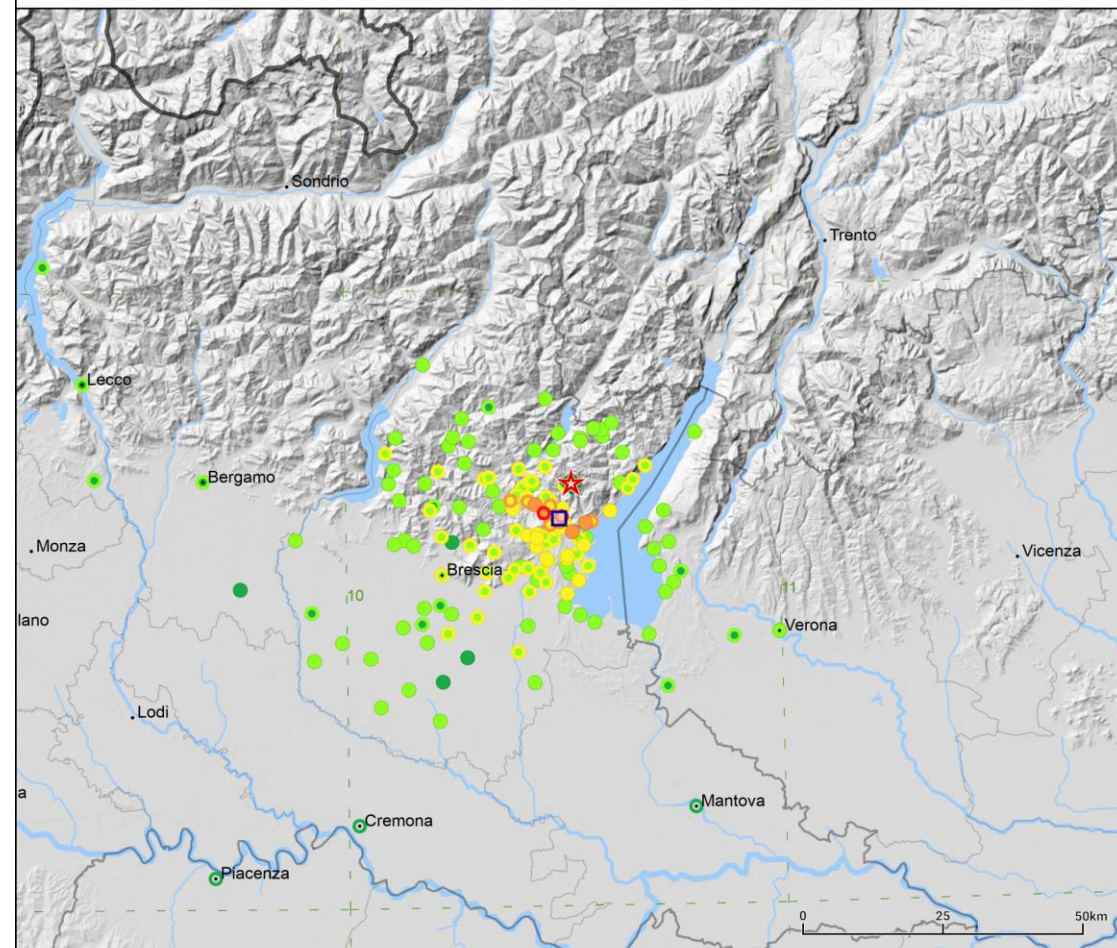 Sondrio
Trento
Lecco
Bergamo
Monza
Vicenza
Brescia
10
11
lano
Verona
Lodi
a
Mantova
Cremona
Piacenza
0 25 50km